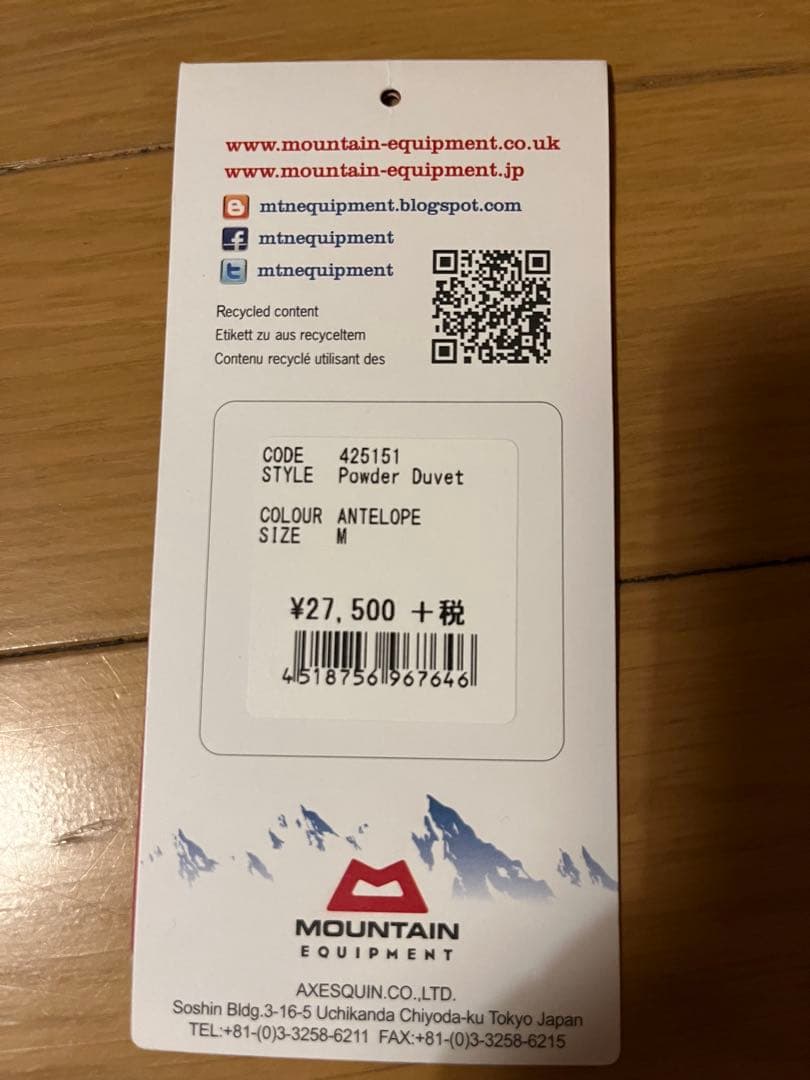 www.mountain-equipment.co.uk
www.mountain-equipment.jp
mtnequipment.blogspot.com
mtnequipment
mtnequipment
Recycled content
Etikett zu aus recyceltem
Contenu recyclé utilisant des
CODE 425151
STYLE Powder Duvet
COLOUR ANTELOPE
SIZE M
¥27,500 +税
4518756967646
MOUNTAIN
EQUIPMENT
AXESQUIN.CO.,LTD.
Soshin Bldg.3-16-5 Uchikanda Chiyoda-ku Tokyo Japan
TEL:+81-(0)3-3258-6211 FAX:+81-(0)3-3258-6215